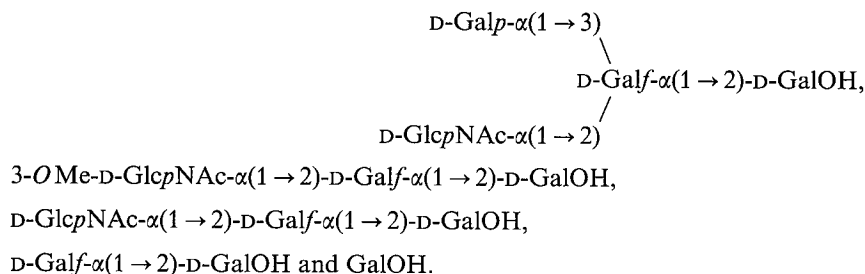 D-Galp-α(1→3)
D-Galf-α(1→2)-D-GalOH,
D-GlcpNAc-α(1→2)
3-OMe-D-GlcpNAc-α(1→2)-D-Galf-α(1→2)-D-GalOH,
D-GlcpNAc-α(1→2)-D-Galf-α(1→2)-D-GalOH,
D-Galf-α(1→2)-D-GalOH and GalOH.